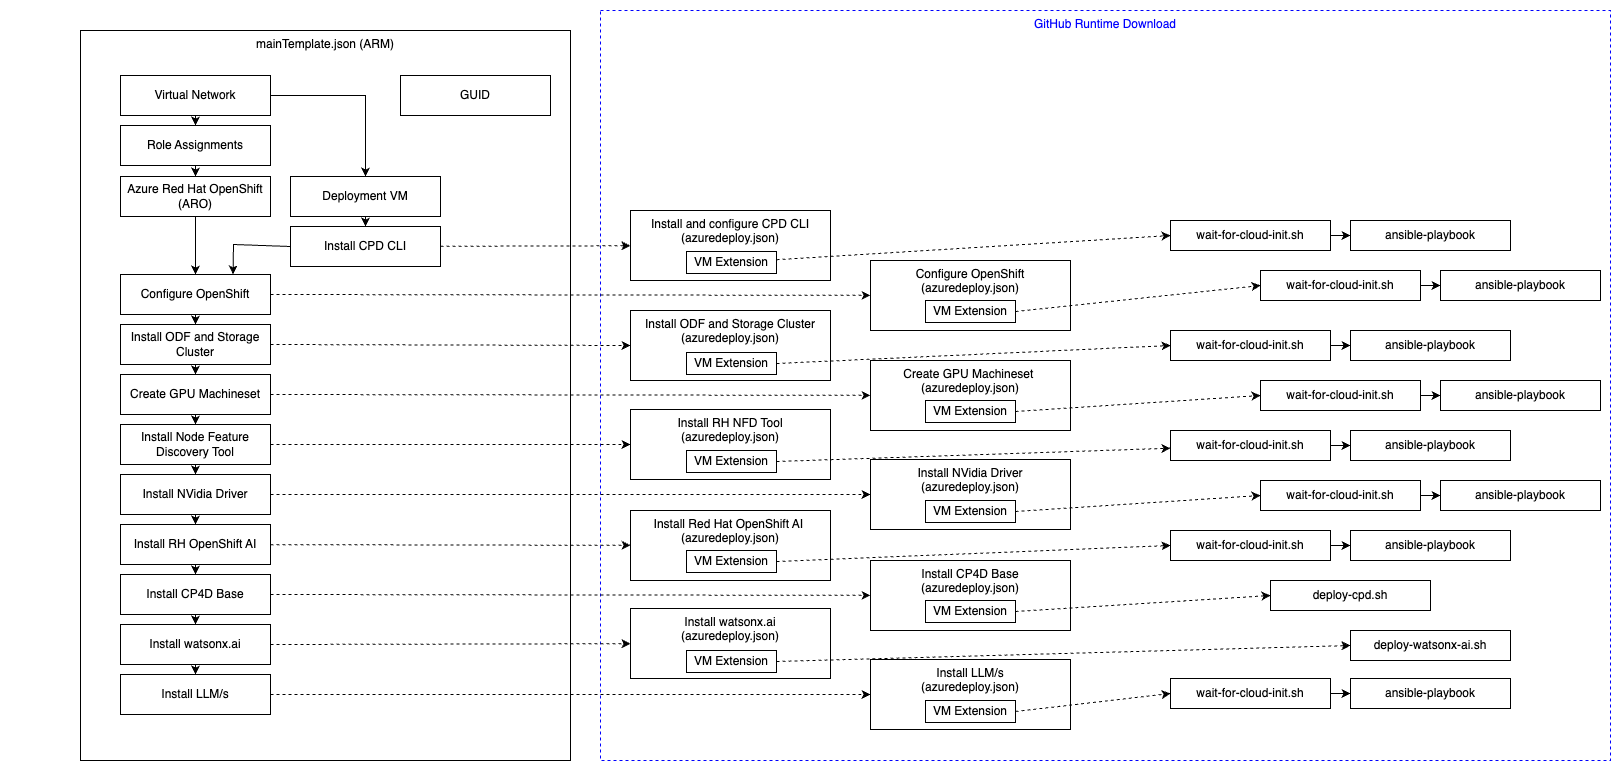 GitHub Runtime Download
mainTemplate.json (ARM)
Virtual Network
GUID
Role Assignments
Azure Red Hat OpenShift
(ARO)
Deployment VM
Install CPD CLI
Configure OpenShift
Install ODF and Storage
Cluster
Create GPU Machineset
Install Node Feature
Discovery Tool
Install NVidia Driver
Install RH OpenShift AI
Install CP4D Base
Install watsonx.ai
Install LLM/s
Install and configure CPD CLI
(azuredeploy.json)
VM Extension
wait-for-cloud-init.sh
ansible-playbook
Configure OpenShift
(azuredeploy.json)
VM Extension
wait-for-cloud-init.sh
ansible-playbook
Install ODF and Storage Cluster
(azuredeploy.json)
VM Extension
wait-for-cloud-init.sh
ansible-playbook
Create GPU Machineset
(azuredeploy.json)
VM Extension
wait-for-cloud-init.sh
ansible-playbook
Install RH NFD Tool
(azuredeploy.json)
VM Extension
wait-for-cloud-init.sh
ansible-playbook
Install NVidia Driver
(azuredeploy.json)
VM Extension
wait-for-cloud-init.sh
ansible-playbook
Install Red Hat OpenShift AI
(azuredeploy.json)
VM Extension
wait-for-cloud-init.sh
ansible-playbook
Install CP4D Base
(azuredeploy.json)
VM Extension
deploy-cpd.sh
Install watsonx.ai
(azuredeploy.json)
VM Extension
deploy-watsonx-ai.sh
Install LLM/s
(azuredeploy.json)
VM Extension
wait-for-cloud-init.sh
ansible-playbook